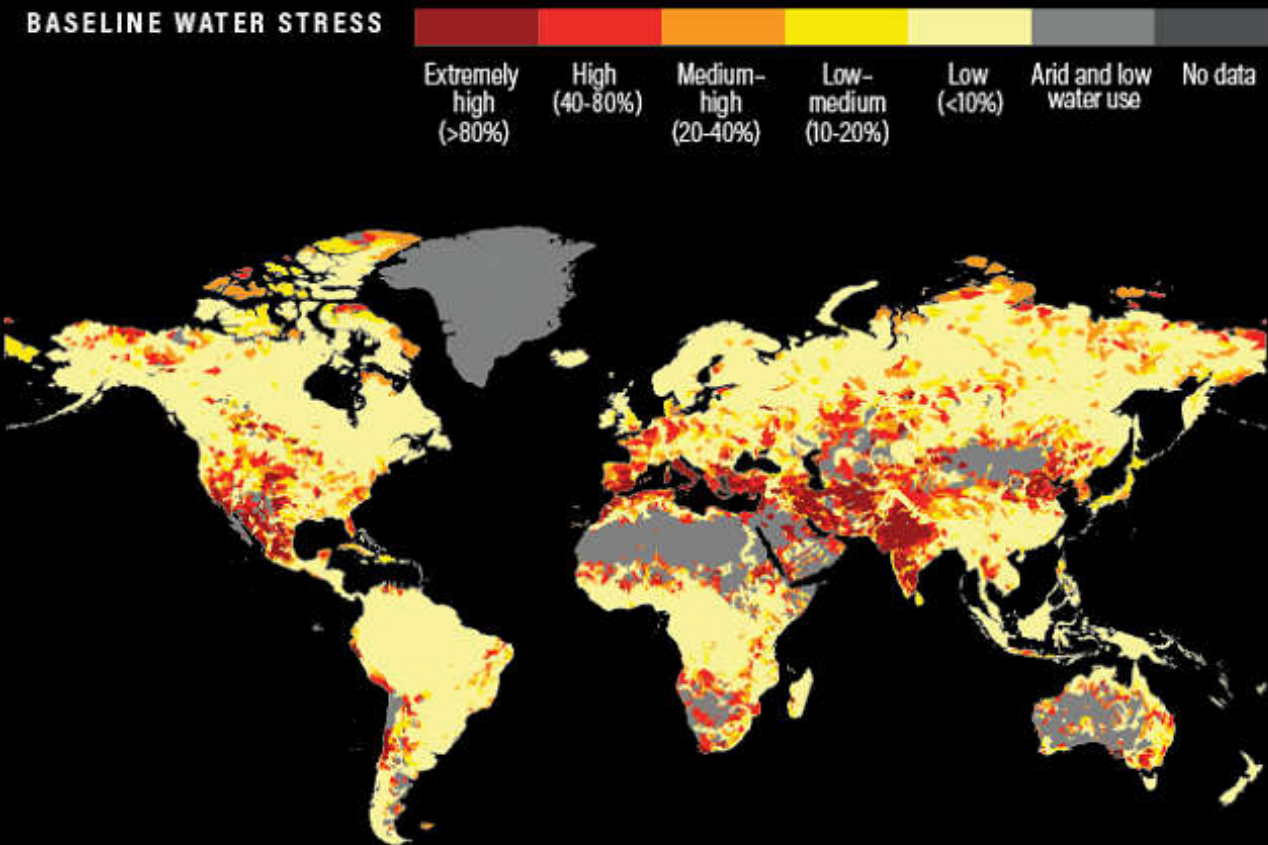 BASELINE WATER STRESS
Extremely
high
(>80%)
High
(40-80%)
Medium–
high
(20-40%)
Low–
medium
(10-20%)
Low
(<10%)
Arid and low
water use
No data